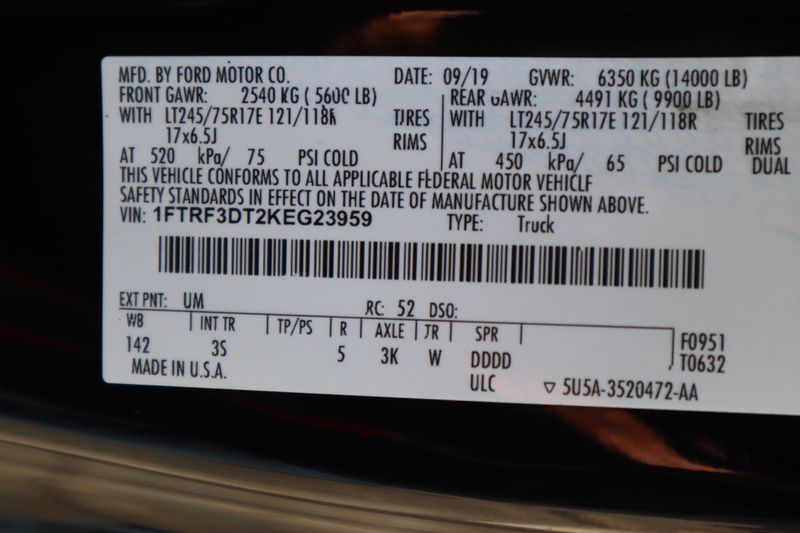 MFD. BY FORD MOTOR CO. DATE: 09/19 GVWR: 6350 KG (14000 LB)
FRONT GAWR: 2540 KG ( 5600 LB) REAR GAWR: 4491 KG ( 9900 LB)
WITH LT245/75R17E 121/118R TIRES WITH LT245/75R17E 121/118R TIRES
17x6.5J RIMS 17x6.5J RIMS
AT 520 kPa/ 75 PSI COLD AT 450 kPa/ 65 PSI COLD DUAL
THIS VEHICLE CONFORMS TO ALL APPLICABLE FEDERAL MOTOR VEHICLE
SAFETY STANDARDS IN EFFECT ON THE DATE OF MANUFACTURE SHOWN ABOVE.
VIN: 1FTRF3DT2KEG23959 TYPE: Truck
EXT PNT: UM RC: 52 DSO:
WB INT TR TP/PS R AXLE TR SPR F0951
142 3S 5 3K W DDDD T0632
MADE IN U.S.A. ULC ▽ 5U5A-3520472-AA